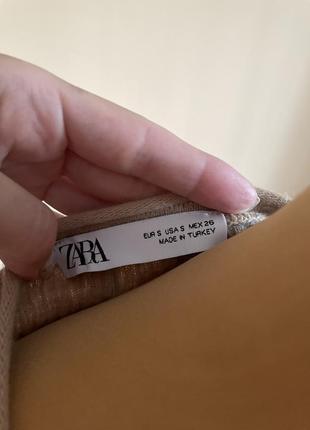 ZARA
EUR S USA S MEX 26
MADE IN TURKEY